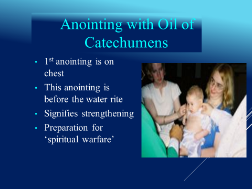 Anointing with Oil of
Catechumens
• 1st anointing is on
chest
• This anointing is
before the water rite
• Signifies strengthening
• Preparation for
‘spiritual warfare’